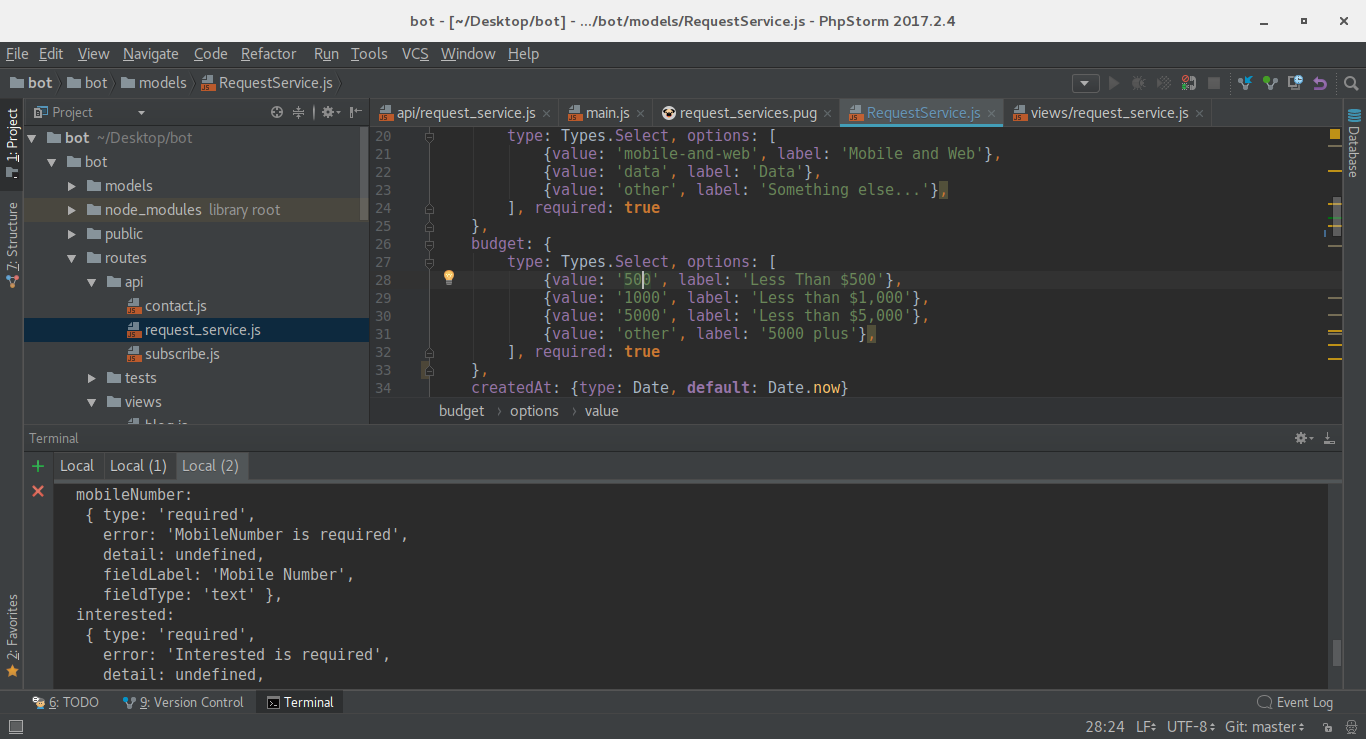 bot - [~/Desktop/bot] - .../bot/models/RequestService.js - PhpStorm 2017.2.4
File Edit View Navigate Code Refactor Run Tools VCS Window Help
bot bot models RequestService.js
1: Project
7: Structure
2: Favorites
Project
bot ~/Desktop/bot
bot
models
node_modules library root
public
routes
api
contact.js
request_service.js
subscribe.js
tests
views
blog.js
api/request_service.js main.js request_services.pug RequestService.js views/request_service.js
20 type: Types.Select, options: [
21 {value: 'mobile-and-web', label: 'Mobile and Web'},
22 {value: 'data', label: 'Data'},
23 {value: 'other', label: 'Something else...'},
24 ], required: true
25 },
26 budget: {
27 type: Types.Select, options: [
28 {value: '500', label: 'Less Than $500'},
29 {value: '1000', label: 'Less than $1,000'},
30 {value: '5000', label: 'Less than $5,000'},
31 {value: 'other', label: '5000 plus'},
32 ], required: true
33 },
34 createdAt: {type: Date, default: Date.now}
budget › options › value
Database
Terminal
Local Local (1) Local (2)
mobileNumber:
{ type: 'required',
error: 'MobileNumber is required',
detail: undefined,
fieldLabel: 'Mobile Number',
fieldType: 'text' },
interested:
{ type: 'required',
error: 'Interested is required',
detail: undefined,
6: TODO 9: Version Control Terminal Event Log
28:24 LF UTF-8 Git: master